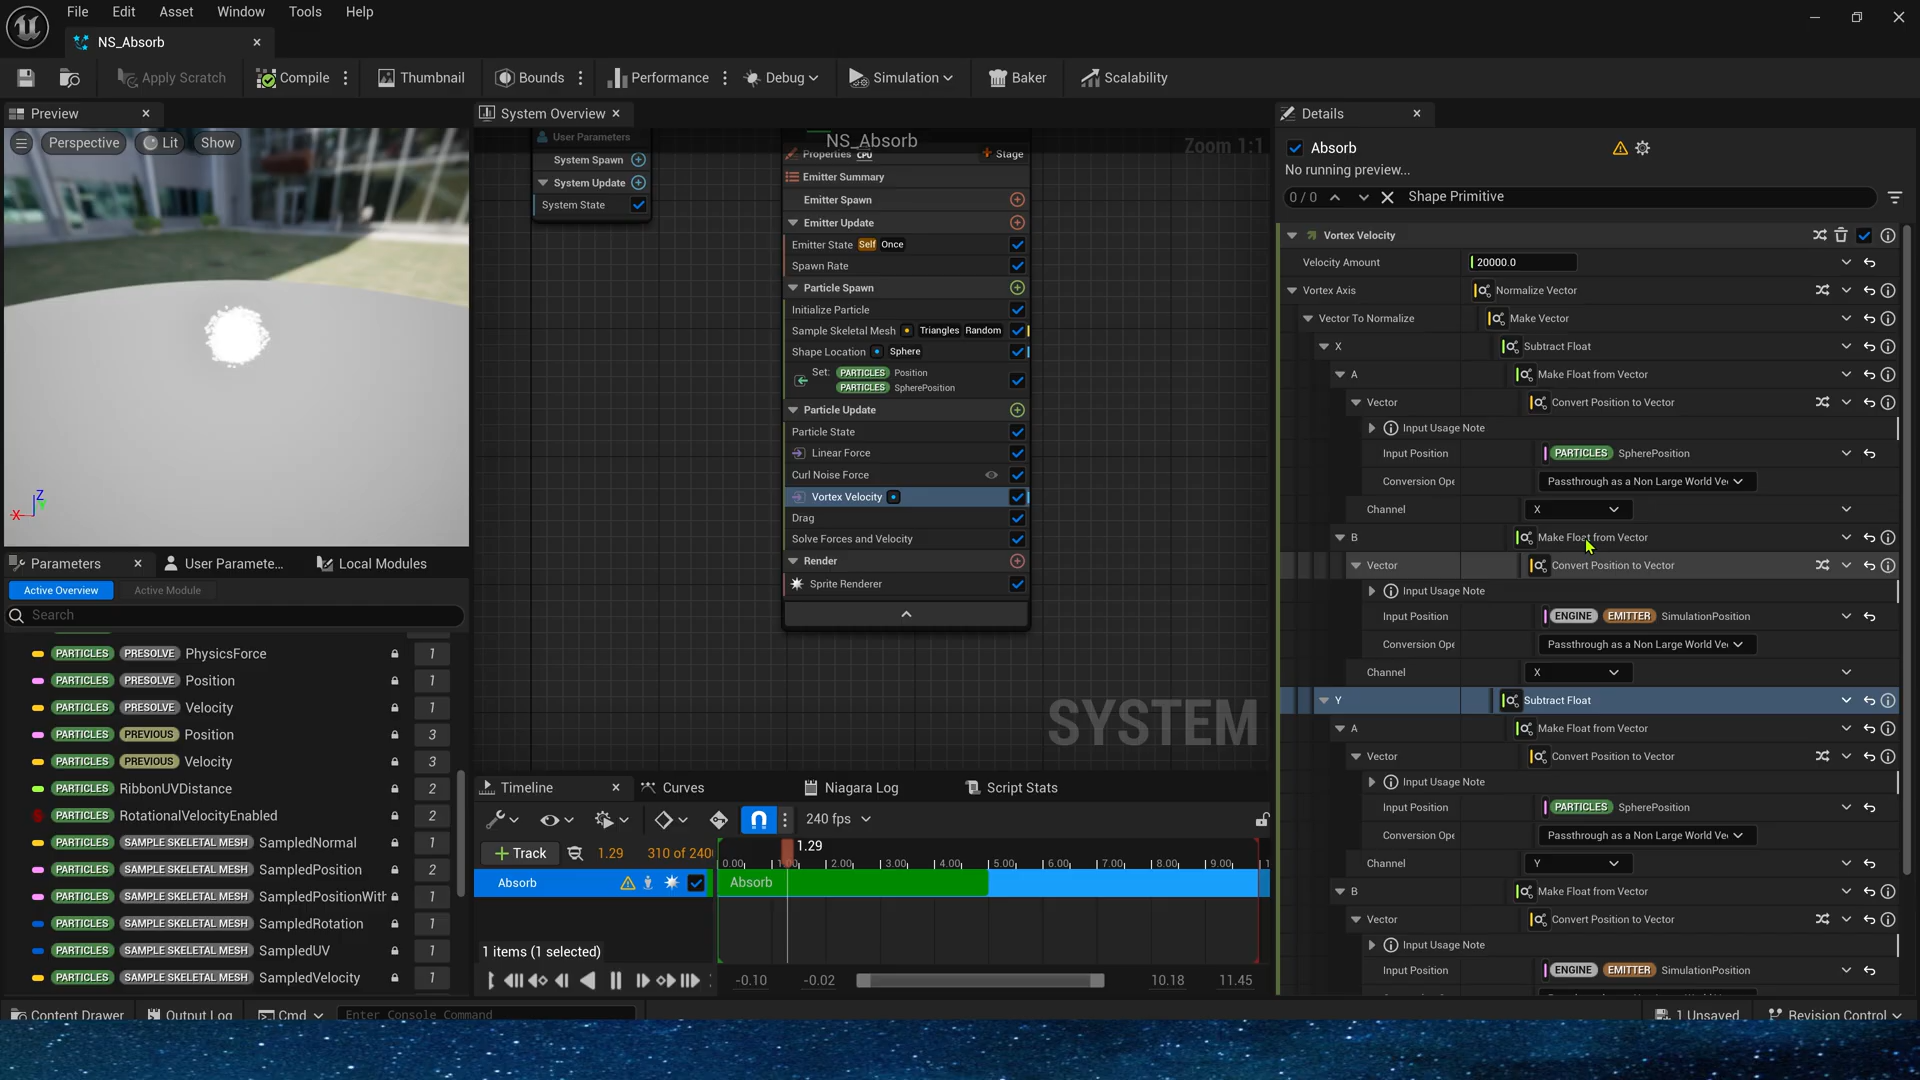 File Edit Asset Window Tools Help
NS_Absorb
Apply Scratch Compile Thumbnail Bounds Performance Debug Simulation Baker Scalability
Preview
Perspective Lit Show
Z
X
Parameters User Paramete... Local Modules
Active Overview Active Module
Search
PARTICLES PRESOLVE PhysicsForce 1
PARTICLES PRESOLVE Position 1
PARTICLES PRESOLVE Velocity 1
PARTICLES PREVIOUS Position 3
PARTICLES PREVIOUS Velocity 3
PARTICLES RibbonUVDistance 2
PARTICLES RotationalVelocityEnabled 2
PARTICLES SAMPLE SKELETAL MESH SampledNormal 1
PARTICLES SAMPLE SKELETAL MESH SampledPosition 2
PARTICLES SAMPLE SKELETAL MESH SampledPositionWith 1
PARTICLES SAMPLE SKELETAL MESH SampledRotation 1
PARTICLES SAMPLE SKELETAL MESH SampledUV 1
PARTICLES SAMPLE SKELETAL MESH SampledVelocity 1
System Overview
User Parameters
System Spawn
System Update
System State
NS_Absorb
Zoom 1:1
Properties CPU Stage
Emitter Summary
Emitter Spawn
Emitter Update
Emitter State Self Once
Spawn Rate
Particle Spawn
Initialize Particle
Sample Skeletal Mesh Triangles Random
Shape Location Sphere
Set: PARTICLES Position
PARTICLES SpherePosition
Particle Update
Particle State
Linear Force
Curl Noise Force
Vortex Velocity
Drag
Solve Forces and Velocity
Render
Sprite Renderer
SYSTEM
Timeline Curves Niagara Log Script Stats
240 fps
Track 1.29 310 of 240
1.29
0.00 1.00 2.00 3.00 4.00 5.00 6.00 7.00 8.00 9.00 1
Absorb
Absorb
1 items (1 selected)
-0.10 -0.02 10.18 11.45
Details
Absorb
No running preview...
0 / 0 Shape Primitive
Vortex Velocity
Velocity Amount 20000.0
Vortex Axis Normalize Vector
Vector To Normalize Make Vector
X Subtract Float
A Make Float from Vector
Vector Convert Position to Vector
Input Usage Note
Input Position PARTICLES SpherePosition
Conversion Ope Passthrough as a Non Large World Ve
Channel X
B Make Float from Vector
Vector Convert Position to Vector
Input Usage Note
Input Position ENGINE EMITTER SimulationPosition
Conversion Ope Passthrough as a Non Large World Ve
Channel X
Y Subtract Float
A Make Float from Vector
Vector Convert Position to Vector
Input Usage Note
Input Position PARTICLES SpherePosition
Conversion Ope Passthrough as a Non Large World Ve
Channel Y
B Make Float from Vector
Vector Convert Position to Vector
Input Usage Note
Input Position ENGINE EMITTER SimulationPosition
Content Drawer Output Log Cmd Enter Console Command 1 Unsaved Revision Control